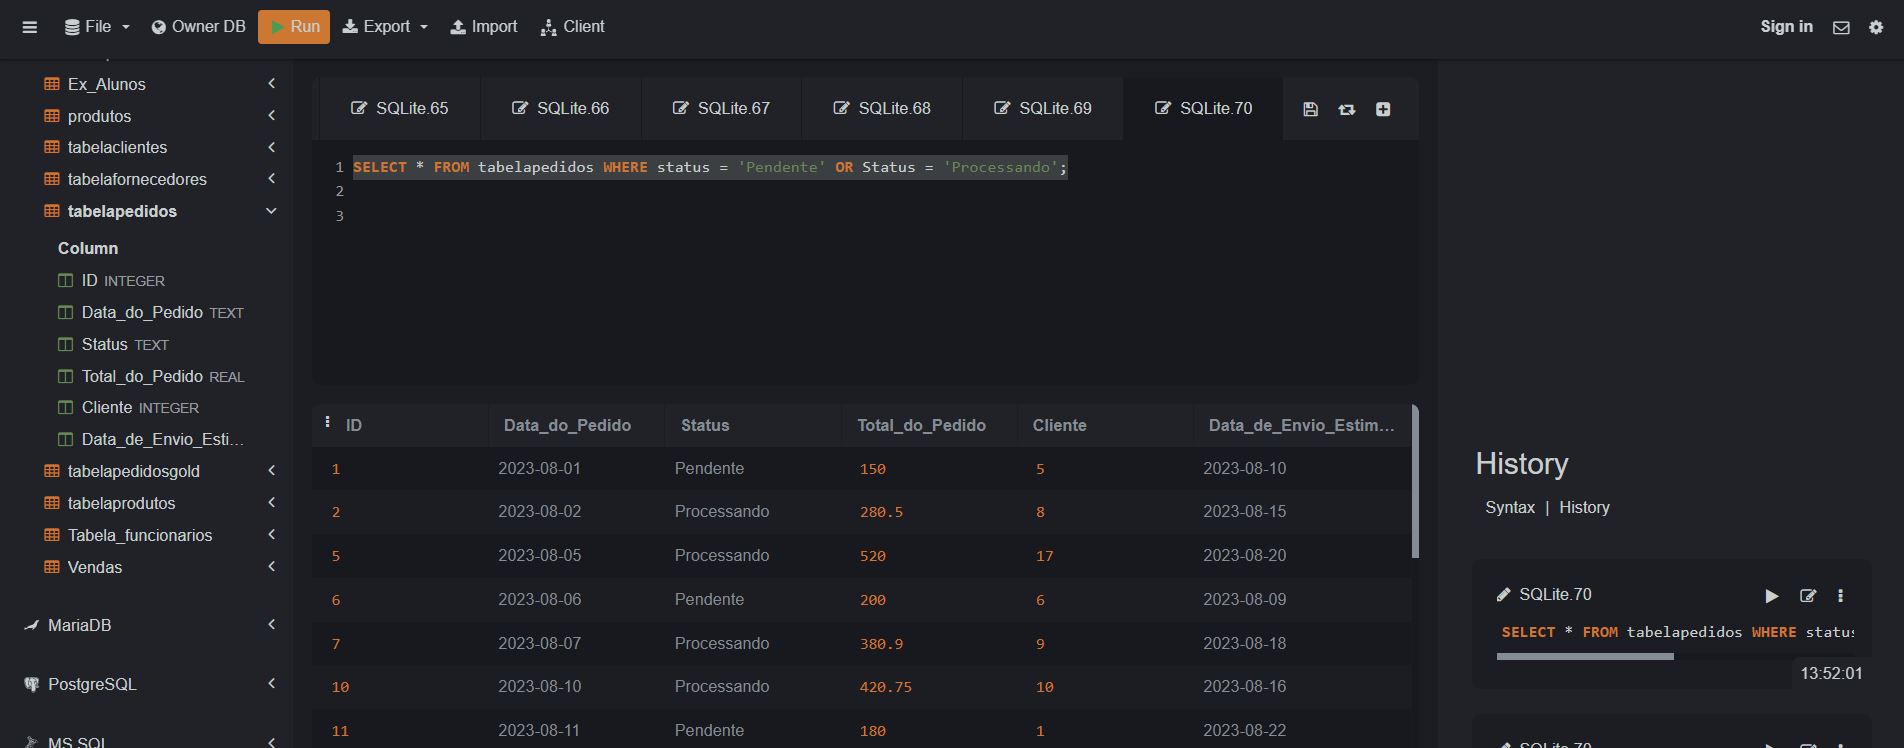 File Owner DB Run Export Import Client Sign in
Ex_Alunos
produtos
tabelaclientes
tabelafornecedores
tabelapedidos
Column
ID INTEGER
Data_do_Pedido TEXT
Status TEXT
Total_do_Pedido REAL
Cliente INTEGER
Data_de_Envio_Esti...
tabelapedidosgold
tabelaprodutos
Tabela_funcionarios
Vendas
MariaDB
PostgreSQL
MS SQL
SQLite.65 SQLite.66 SQLite.67 SQLite.68 SQLite.69 SQLite.70
1 SELECT * FROM tabelapedidos WHERE status = 'Pendente' OR Status = 'Processando';
2
3
ID Data_do_Pedido Status Total_do_Pedido Cliente Data_de_Envio_Estim...
1 2023-08-01 Pendente 150 5 2023-08-10
2 2023-08-02 Processando 280.5 8 2023-08-15
5 2023-08-05 Processando 520 17 2023-08-20
6 2023-08-06 Pendente 200 6 2023-08-09
7 2023-08-07 Processando 380.9 9 2023-08-18
10 2023-08-10 Processando 420.75 10 2023-08-16
11 2023-08-11 Pendente 180 1 2023-08-22
History
Syntax | History
SQLite.70
SELECT * FROM tabelapedidos WHERE status
13:52:01
SQLite.70